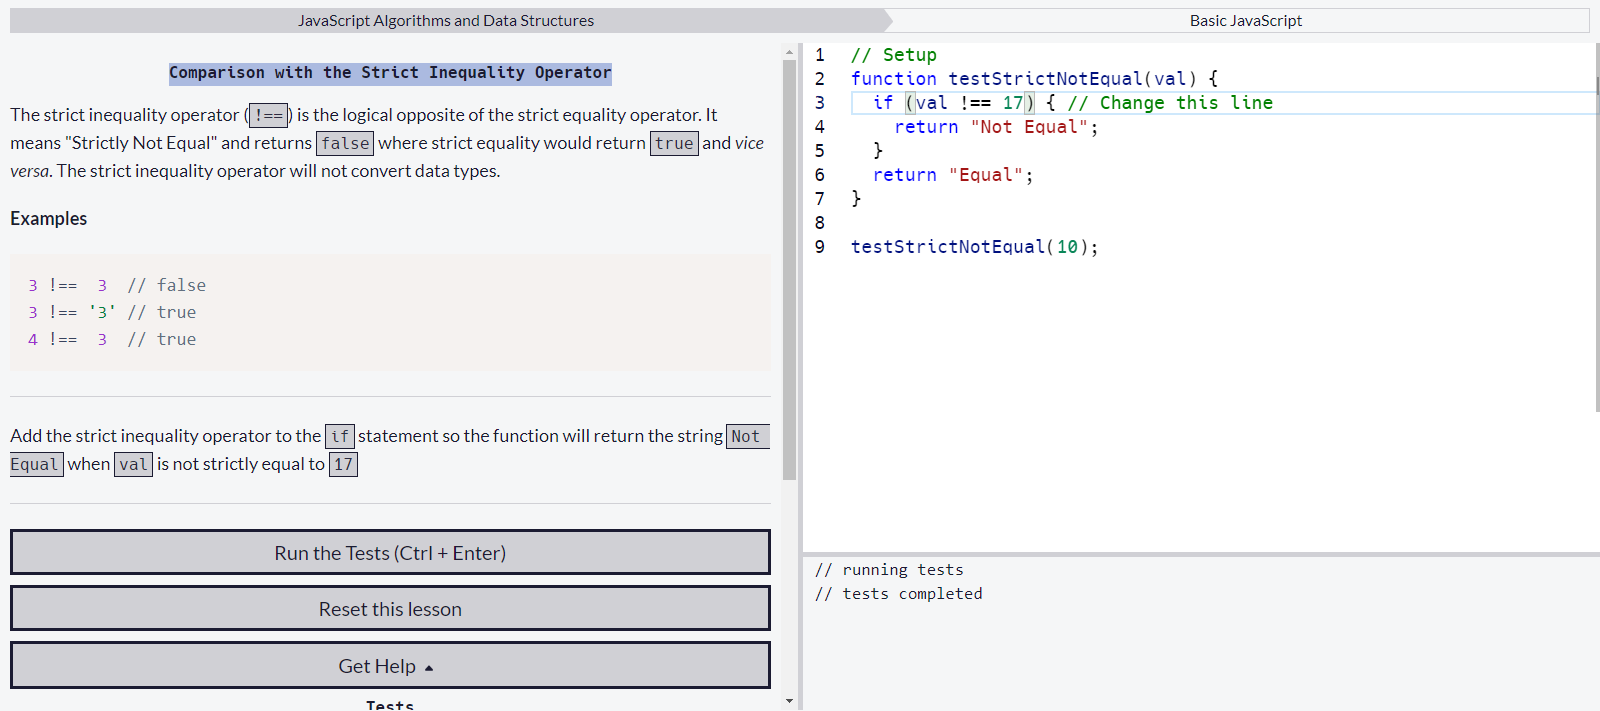 JavaScript Algorithms and Data Structures
Basic JavaScript
Comparison with the Strict Inequality Operator
The strict inequality operator ( !== ) is the logical opposite of the strict equality operator. It
means "Strictly Not Equal" and returns false where strict equality would return true and vice
versa. The strict inequality operator will not convert data types.
Examples
3 !==  3  // false
3 !== '3' // true
4 !==  3  // true
Add the strict inequality operator to the if statement so the function will return the string Not
Equal when val is not strictly equal to 17
Run the Tests (Ctrl + Enter)
Reset this lesson
Get Help
Tests
1 // Setup
2 function testStrictNotEqual(val) {
3   if (val !== 17) { // Change this line
4     return "Not Equal";
5   }
6   return "Equal";
7 }
8
9 testStrictNotEqual(10);
// running tests
// tests completed